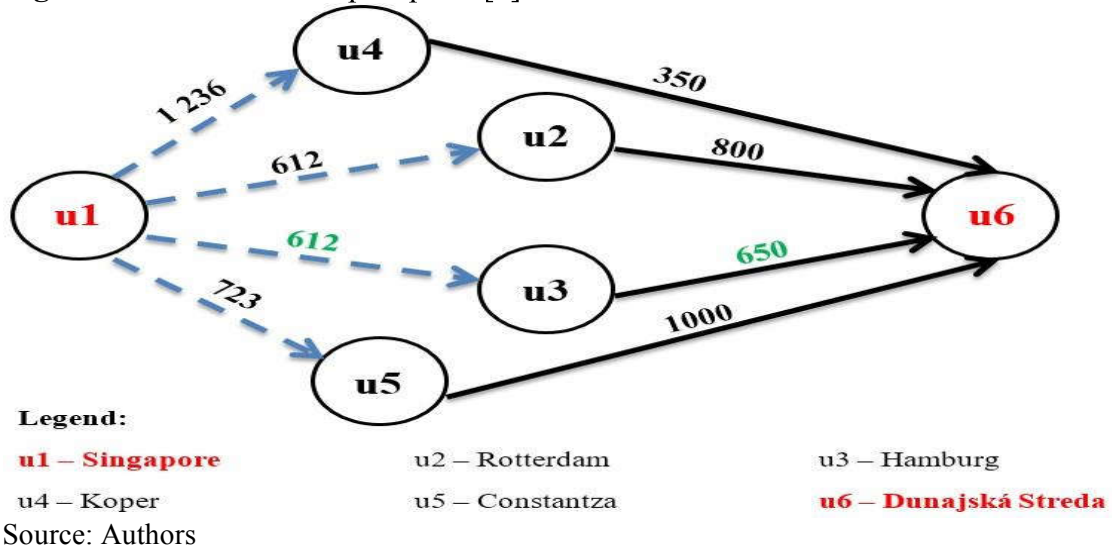 u4
350
1 236
u2
800
612
u1
u6
612
650
u3
723
1000
u5
Legend:
u1 – Singapore u2 – Rotterdam u3 – Hamburg
u4 – Koper u5 – Constantza u6 – Dunajská Streda
Source: Authors